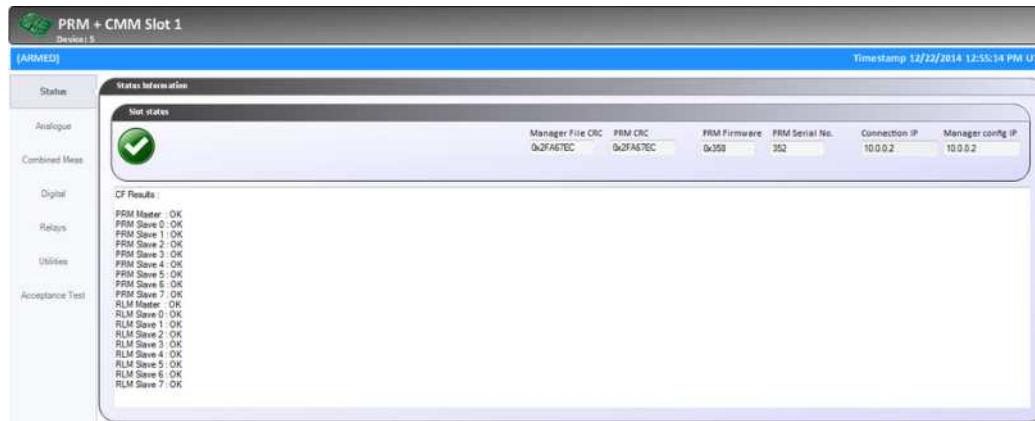 PRM + CMM Slot 1
Device: 5
[ARMED]
Timestamp 12/22/2014 12:55:14 PM U
Status
Analogue
Combined Meas
Digital
Relays
Utilities
Acceptance Test
Status Information
Slot states
Manager File CRC PRM CRC PRM Firmware PRM Serial No. Connection IP Manager config IP
0x2FA67EC 0x2FA67EC 0x358 352 10.0.0.2 10.0.0.2
CF Results :
PRM Master : OK
PRM Slave 0 : OK
PRM Slave 1 : OK
PRM Slave 2 : OK
PRM Slave 3 : OK
PRM Slave 4 : OK
PRM Slave 5 : OK
PRM Slave 6 : OK
PRM Slave 7 : OK
RLM Master : OK
RLM Slave 0 : OK
RLM Slave 1 : OK
RLM Slave 2 : OK
RLM Slave 3 : OK
RLM Slave 4 : OK
RLM Slave 5 : OK
RLM Slave 6 : OK
RLM Slave 7 : OK